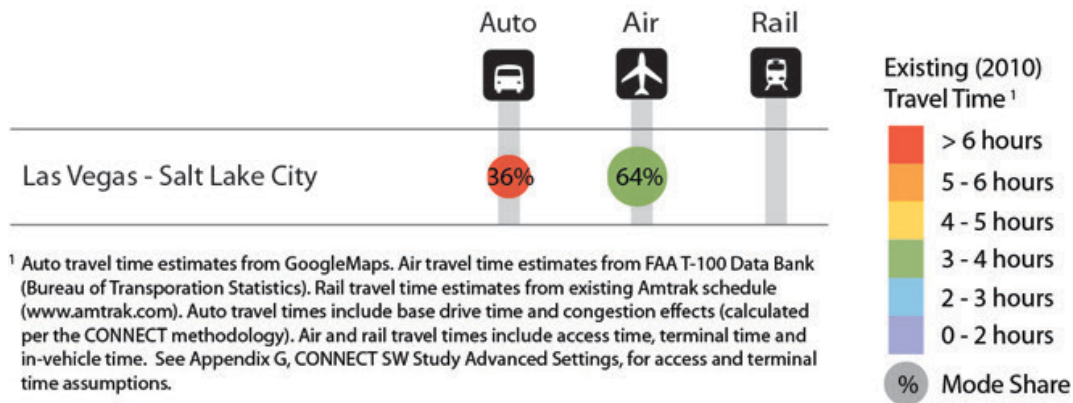 Auto Air Rail
Las Vegas - Salt Lake City 36% 64%
Existing (2010)
Travel Time ¹
> 6 hours
5 - 6 hours
4 - 5 hours
3 - 4 hours
2 - 3 hours
0 - 2 hours
% Mode Share
¹ Auto travel time estimates from GoogleMaps. Air travel time estimates from FAA T-100 Data Bank
(Bureau of Transporation Statistics). Rail travel time estimates from existing Amtrak schedule
(www.amtrak.com). Auto travel times include base drive time and congestion effects (calculated
per the CONNECT methodology). Air and rail travel times include access time, terminal time and
in-vehicle time. See Appendix G, CONNECT SW Study Advanced Settings, for access and terminal
time assumptions.